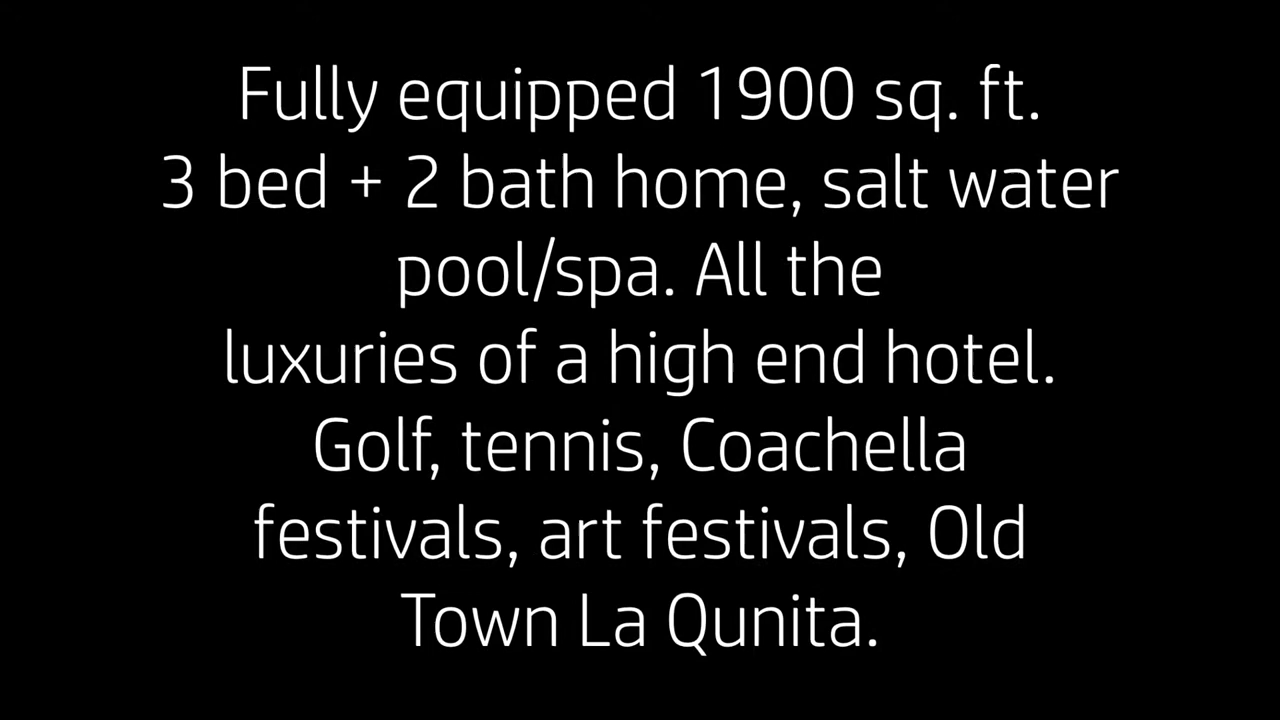 Fully equipped 1900 sq. ft.
3 bed + 2 bath home, salt water
pool/spa. All the
luxuries of a high end hotel.
Golf, tennis, Coachella
festivals, art festivals, Old
Town La Qunita.